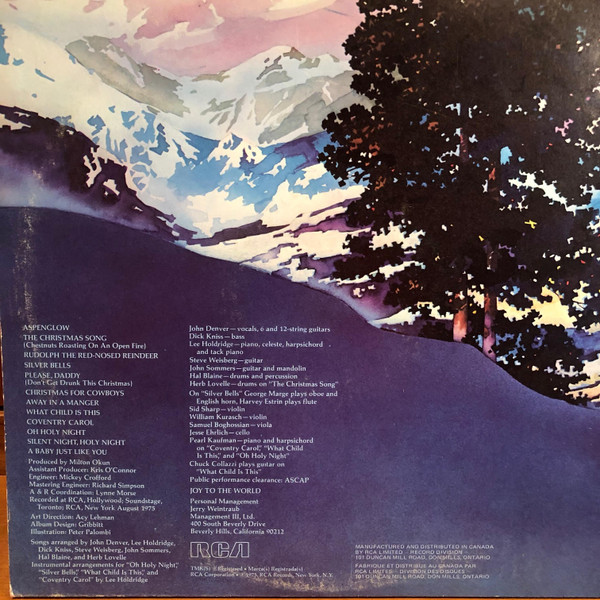 ASPENGLOW
THE CHRISTMAS SONG
(Chestnuts Roasting On An Open Fire)
RUDOLPH THE RED-NOSED REINDEER
SILVER BELLS
PLEASE, DADDY
(Don't Get Drunk This Christmas)
CHRISTMAS FOR COWBOYS
AWAY IN A MANGER
WHAT CHILD IS THIS
COVENTRY CAROL
OH HOLY NIGHT
SILENT NIGHT, HOLY NIGHT
A BABY JUST LIKE YOU
Produced by Milton Okun
Assistant Producer: Kris O'Connor
Engineer: Mickey Crofford
Mastering Engineer: Richard Simpson
A & R Coordination: Lynne Morse
Recorded at RCA, Hollywood; Soundstage,
Toronto; RCA, New York August 1975
Art Direction: Acy Lehman
Album Design: Gribbitt
Illustration: Peter Palombi
Songs arranged by John Denver, Lee Holdridge,
Dick Kniss, Steve Weisberg, John Sommers,
Hal Blaine, and Herb Lovelle
Instrumental arrangements for "Oh Holy Night",
"Silver Bells", "What Child Is This", and
"Coventry Carol" by Lee Holdridge
John Denver—vocals, 6 and 12-string guitars
Dick Kniss—bass
Lee Holdridge—piano, celeste, harpsichord
and tack piano
Steve Weisberg—guitar
John Sommers—guitar and mandolin
Hal Blaine—drums and percussion
Herb Lovelle—drums on "The Christmas Song"
On "Silver Bells" George Marge plays oboe and
English horn, Harvey Estrin plays flute
Sid Sharp—violin
William Kurasch—violin
Samuel Boghossian—viola
Jesse Ehrlich—cello
Pearl Kaufman—piano and harpsichord
on "Coventry Carol", "What Child
Is This," and "Oh Holy Night"
Chuck Collazzi plays guitar on
"What Child Is This"
Public performance clearance: ASCAP
JOY TO THE WORLD
Personal Management
Jerry Weintraub
Management III, Ltd.
400 South Beverly Drive
Beverly Hills, California 90212
RCA
Registered • Marca(s) Registrada(s)
RCA Corporation 1975, RCA Records, New York, N.Y.
MANUFACTURED AND DISTRIBUTED IN CANADA
BY RCA LIMITED — RECORD DIVISION —
101 DUNCAN MILL ROAD, DON MILLS, ONTARIO
FABRIQUE ET DISTRIBUE AU CANADA PAR
RCA LIMITEE — DIVISION DES DISQUES
101 DUNCAN MILL ROAD, DON MILLS, ONTARIO